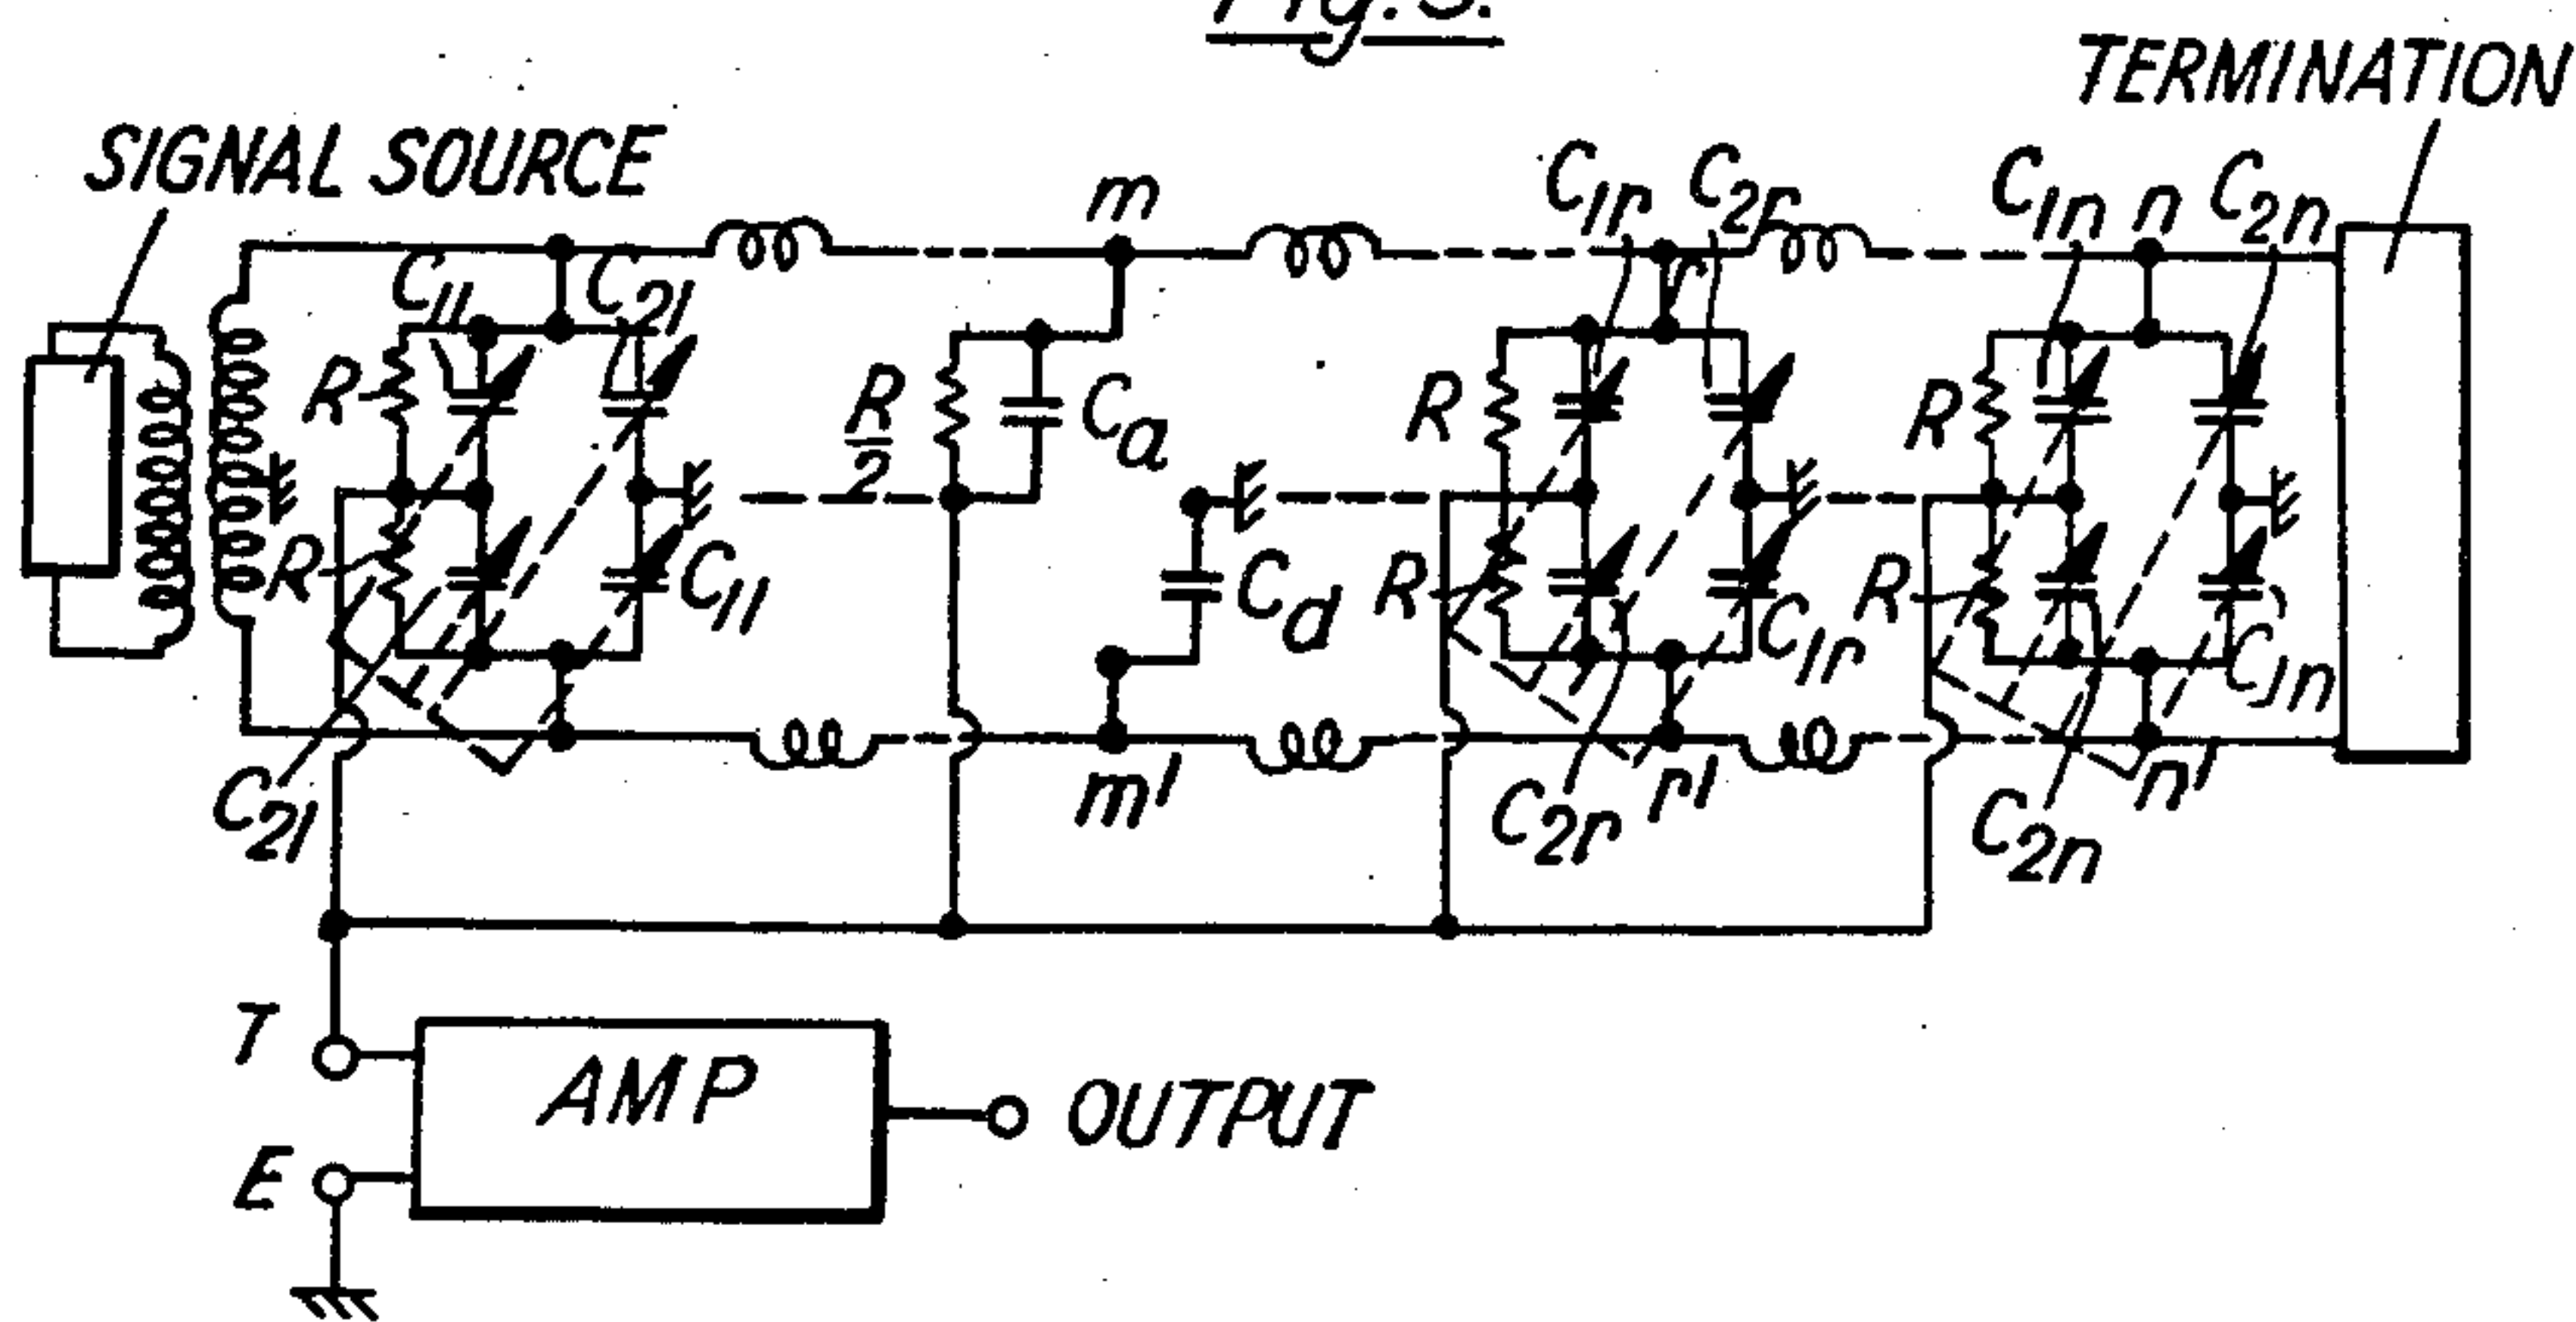 Fig. 3.
TERMINATION
SIGNAL SOURCE
m
C1r
C2r
C1n
n
C2n
C11
C21
r
R
R/2
Ca
R
R
R
C11
Cd
R
C1r
R
C1n
C21
m'
C2r
r'
C2n
n'
T
AMP
OUTPUT
E